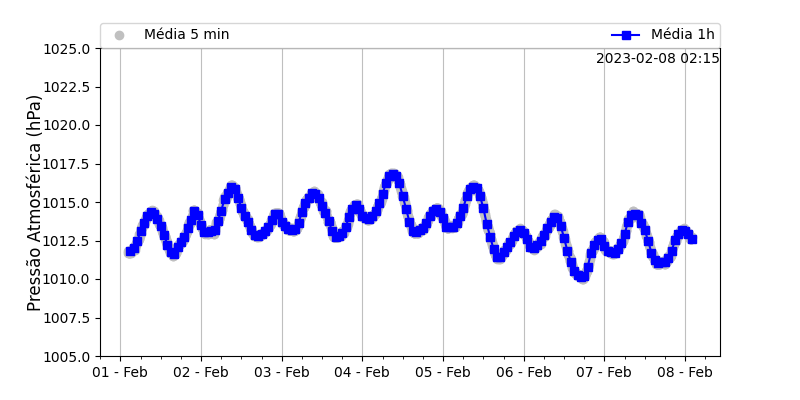 Média 5 min
Média 1h
2023-02-08 02:15
Pressão Atmosférica (hPa)
1025.0
1022.5
1020.0
1017.5
1015.0
1012.5
1010.0
1007.5
1005.0
01 - Feb
02 - Feb
03 - Feb
04 - Feb
05 - Feb
06 - Feb
07 - Feb
08 - Feb